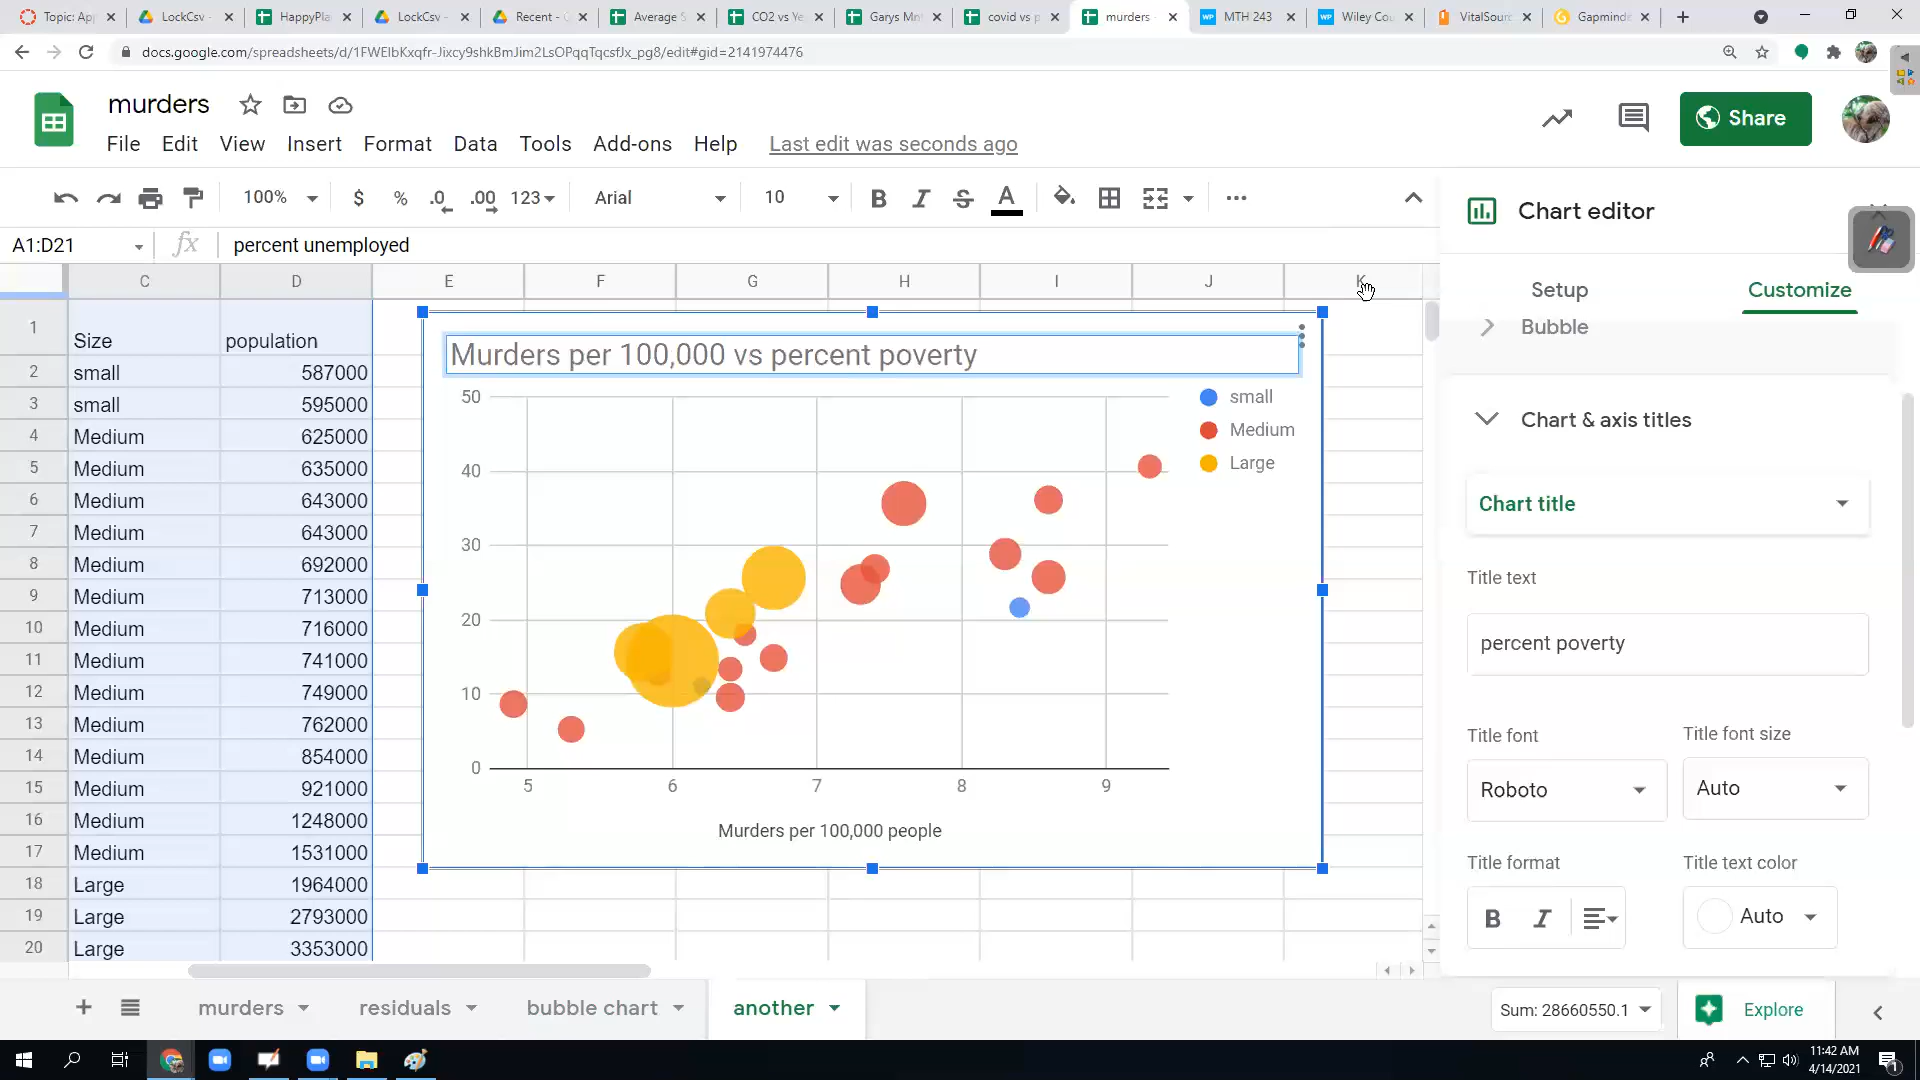 Topic: Ap
LockCsv -
HappyPla
LockCsv -
Recent -
Average S
CO2 vs Ye
Garys Mn
covid vs p
murders
MTH 243
Wiley Cou
VitalSour
Gapmind
docs.google.com/spreadsheets/d/1FWElbKxqfr-Jixcy9shkBmJim2LsOPqqTqcsfJx_pg8/edit#gid=2141974476
murders
Share
File Edit View Insert Format Data Tools Add-ons Help Last edit was seconds ago
100% $ % .0 .00 123 Arial 10 B I S A
Chart editor
A1:D21 fx percent unemployed
Setup Customize
C D E F G H I J K
Bubble
1 Size population
2 small 587000
3 small 595000
4 Medium 625000
5 Medium 635000
6 Medium 643000
7 Medium 643000
8 Medium 692000
9 Medium 713000
10 Medium 716000
11 Medium 741000
12 Medium 749000
13 Medium 762000
14 Medium 854000
15 Medium 921000
16 Medium 1248000
17 Medium 1531000
18 Large 1964000
19 Large 2793000
20 Large 3353000
Murders per 100,000 vs percent poverty
50
40
30
20
10
0
5 6 7 8 9
Murders per 100,000 people
small
Medium
Large
Chart & axis titles
Chart title
Title text
percent poverty
Title font Title font size
Roboto Auto
Title format Title text color
B I Auto
murders residuals bubble chart another
Sum: 28660550.1
Explore
11:42 AM
4/14/2021
1